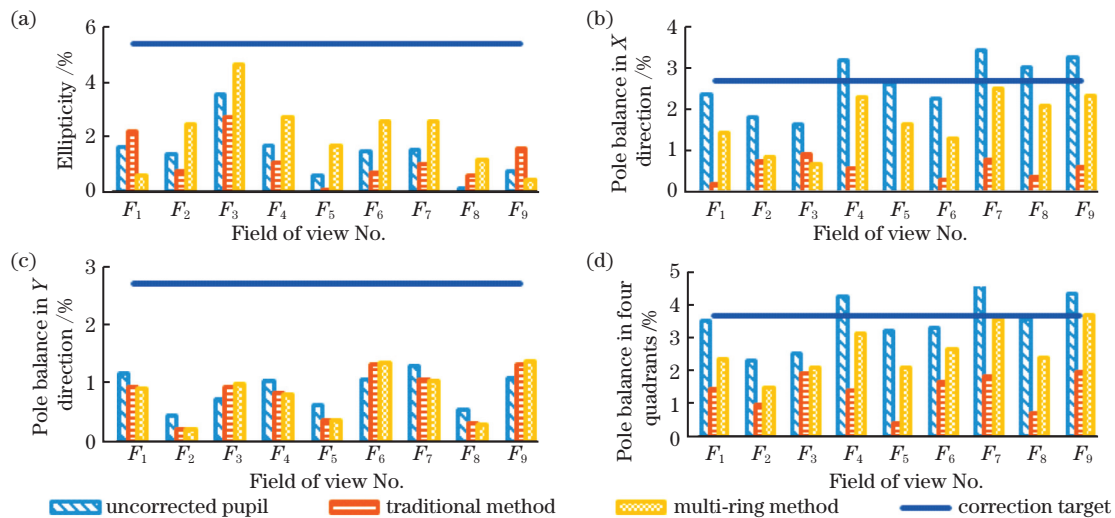 (a)
Ellipticity /%
6
4
2
0
F₁ F₂ F₃ F₄ F₅ F₆ F₇ F₈ F₉
Field of view No.
(b)
Pole balance in X
direction /%
4
3
2
1
0
F₁ F₂ F₃ F₄ F₅ F₆ F₇ F₈ F₉
Field of view No.
(c)
Pole balance in Y
direction /%
3
2
1
0
F₁ F₂ F₃ F₄ F₅ F₆ F₇ F₈ F₉
Field of view No.
(d)
Pole balance in four
quadrants /%
5
4
3
2
1
0
F₁ F₂ F₃ F₄ F₅ F₆ F₇ F₈ F₉
Field of view No.
uncorrected pupil traditional method multi-ring method correction target